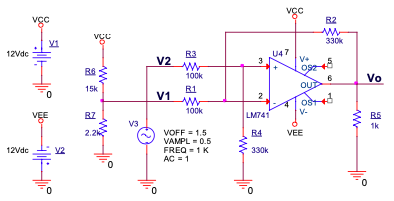 VCC
V1
12Vdc
0
VEE
V2
12Vdc
0
VCC
R6
15k
R7
2.2k
0
V2
V1
R3
100k
R1
100k
V3
VOFF = 1.5
VAMPL = 0.5
FREQ = 1 K
AC = 1
0
R4
330k
0
VCC
R2
330k
U4
7
3
+
V+
5
OS2
6
OUT
2
-
1
OS1
4
V-
LM741
VEE
Vo
R5
1k
0